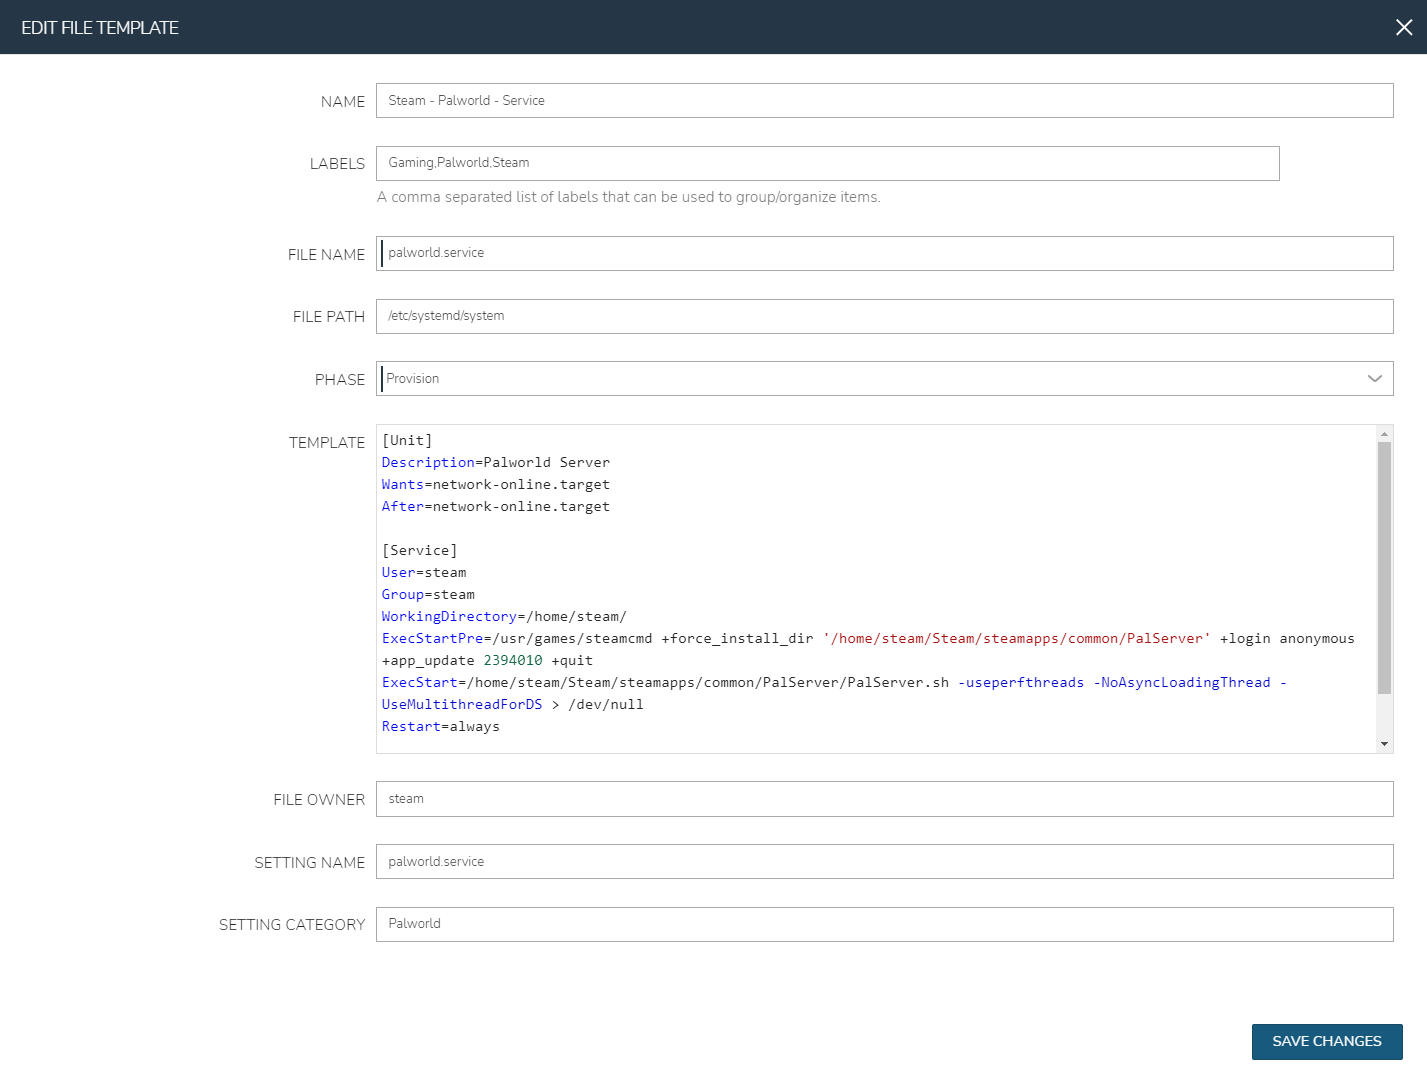 EDIT FILE TEMPLATE
NAME
Steam - Palworld - Service
LABELS
Gaming,Palworld,Steam
A comma separated list of labels that can be used to group/organize items.
FILE NAME
palworld.service
FILE PATH
/etc/systemd/system
PHASE
Provision
TEMPLATE
[Unit]
Description=Palworld Server
Wants=network-online.target
After=network-online.target

[Service]
User=steam
Group=steam
WorkingDirectory=/home/steam/
ExecStartPre=/usr/games/steamcmd +force_install_dir '/home/steam/Steam/steamapps/common/PalServer' +login anonymous
+app_update 2394010 +quit
ExecStart=/home/steam/Steam/steamapps/common/PalServer/PalServer.sh -useperfthreads -NoAsyncLoadingThread -
UseMultithreadForDS > /dev/null
Restart=always
FILE OWNER
steam
SETTING NAME
palworld.service
SETTING CATEGORY
Palworld
SAVE CHANGES